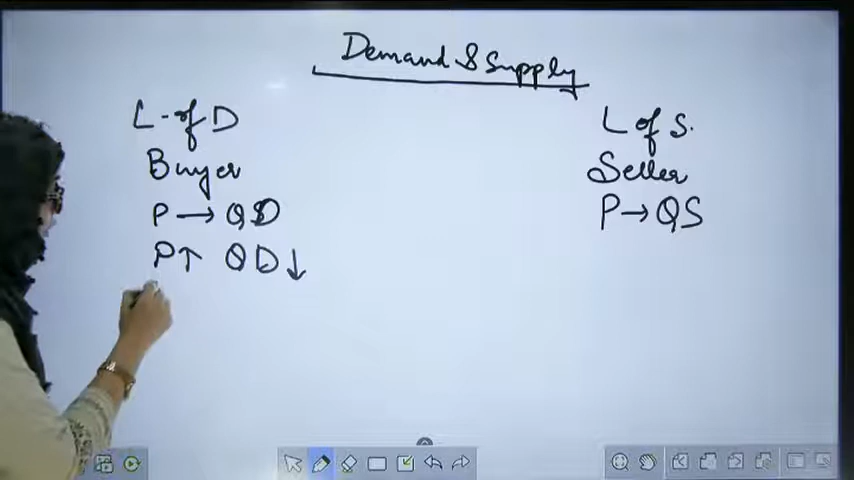 Demand & Supply
L-of D
Buyer
P → QD
P↑ QD↓
L of S.
Seller
P → QS